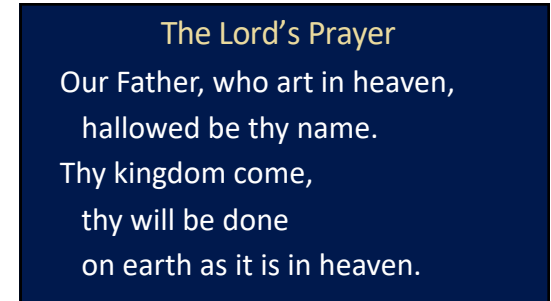 The Lord’s Prayer
Our Father, who art in heaven,
hallowed be thy name.
Thy kingdom come,
thy will be done
on earth as it is in heaven.